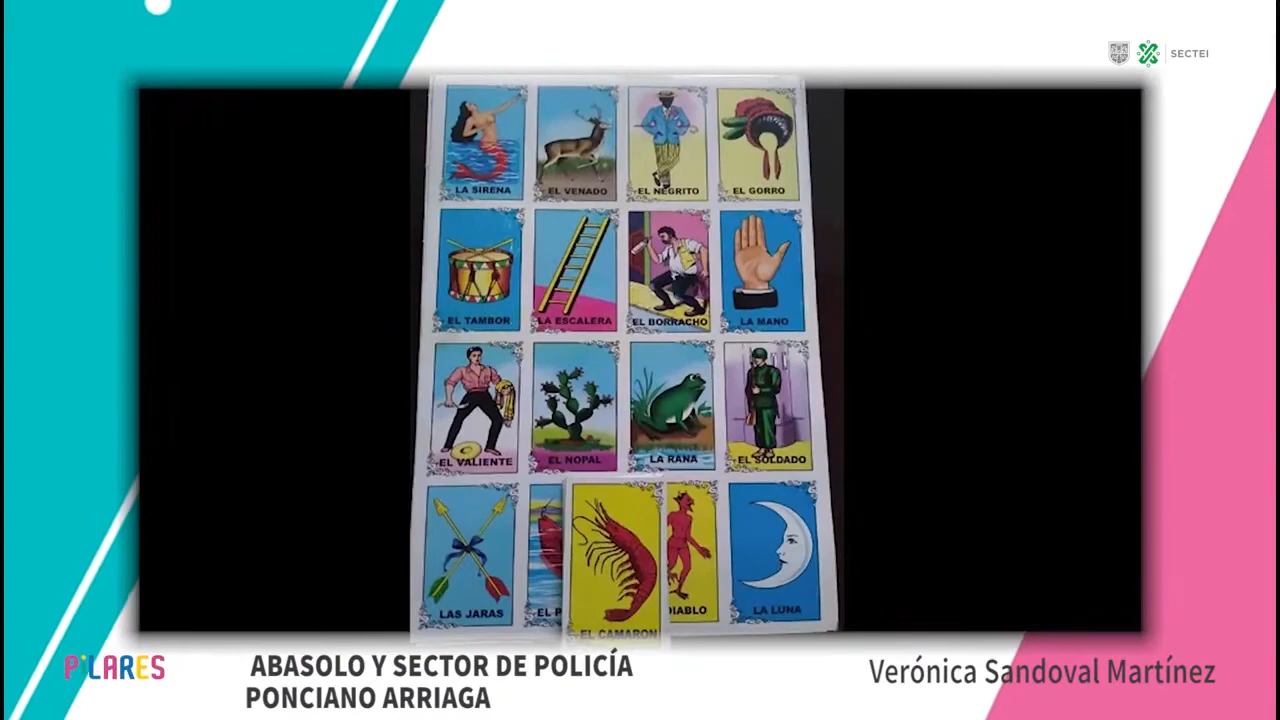 SECTEI
LA SIRENA
EL VENADO
EL NEGRITO
EL GORRO
EL TAMBOR
LA ESCALERA
EL BORRACHO
LA MANO
EL VALIENTE
EL NOPAL
LA RANA
EL SOLDADO
LAS JARAS
EL P
EL CAMARON
DIABLO
LA LUNA
PiLARES
ABASOLO Y SECTOR DE POLICÍA
PONCIANO ARRIAGA
Verónica Sandoval Martínez